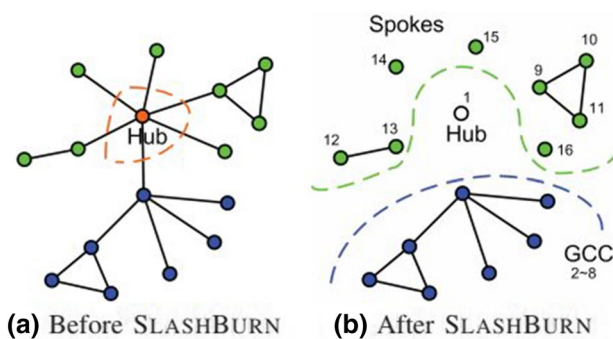 Hub
(a) Before SLASHBURN
Spokes
15
10
14
9
1
11
Hub
12
13
16
GCC
2~8
(b) After SLASHBURN